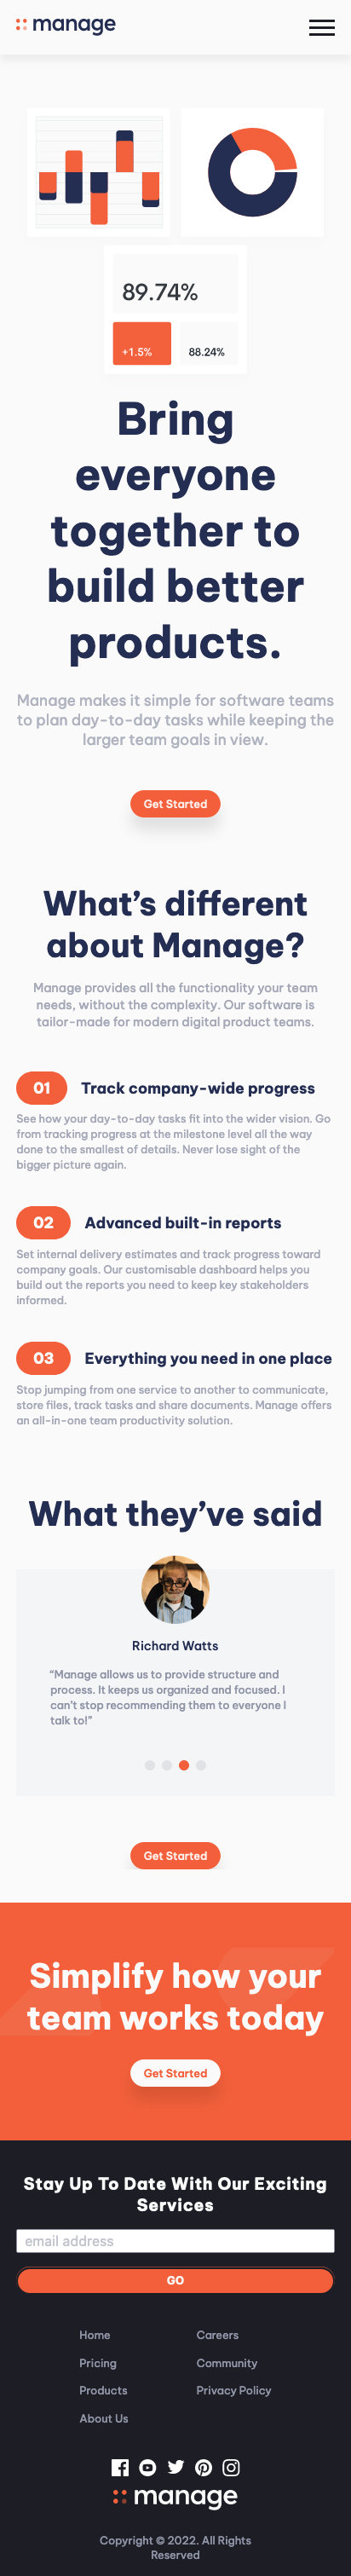 manage
89.74%
+1.5%
88.24%
Bring
everyone
together to
build better
products.
Manage makes it simple for software teams
to plan day-to-day tasks while keeping the
larger team goals in view.
Get Started
What’s different
about Manage?
Manage provides all the functionality your team
needs, without the complexity. Our software is
tailor-made for modern digital product teams.
01 Track company-wide progress
See how your day-to-day tasks fit into the wider vision. Go
from tracking progress at the milestone level all the way
done to the smallest of details. Never lose sight of the
bigger picture again.
02 Advanced built-in reports
Set internal delivery estimates and track progress toward
company goals. Our customisable dashboard helps you
build out the reports you need to keep key stakeholders
informed.
03 Everything you need in one place
Stop jumping from one service to another to communicate,
store files, track tasks and share documents. Manage offers
an all-in-one team productivity solution.
What they’ve said
Richard Watts
“Manage allows us to provide structure and
process. It keeps us organized and focused. I
can’t stop recommending them to everyone I
talk to!”
Get Started
Simplify how your
team works today
Get Started
Stay Up To Date With Our Exciting
Services
email address
GO
Home
Pricing
Products
About Us
Careers
Community
Privacy Policy
manage
Copyright © 2022. All Rights
Reserved